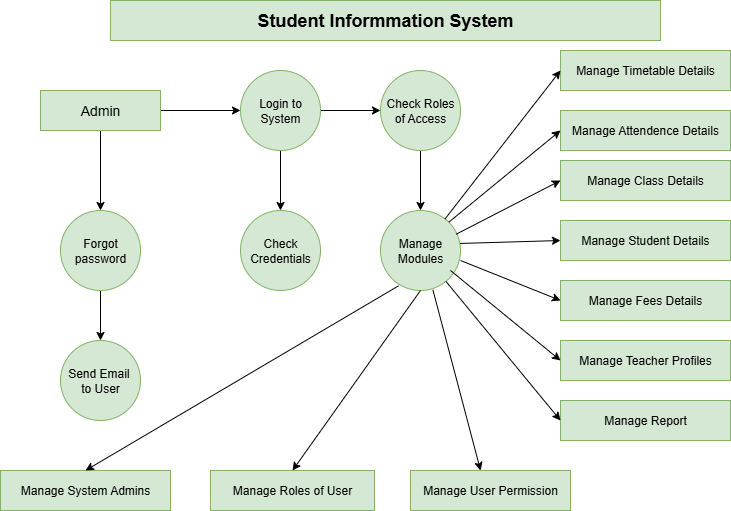 Student Informmation System
Admin
Login to
System
Check Roles
of Access
Manage Timetable Details
Manage Attendence Details
Manage Class Details
Forgot
password
Check
Credentials
Manage
Modules
Manage Student Details
Manage Fees Details
Manage Teacher Profiles
Send Email
to User
Manage Report
Manage System Admins
Manage Roles of User
Manage User Permission